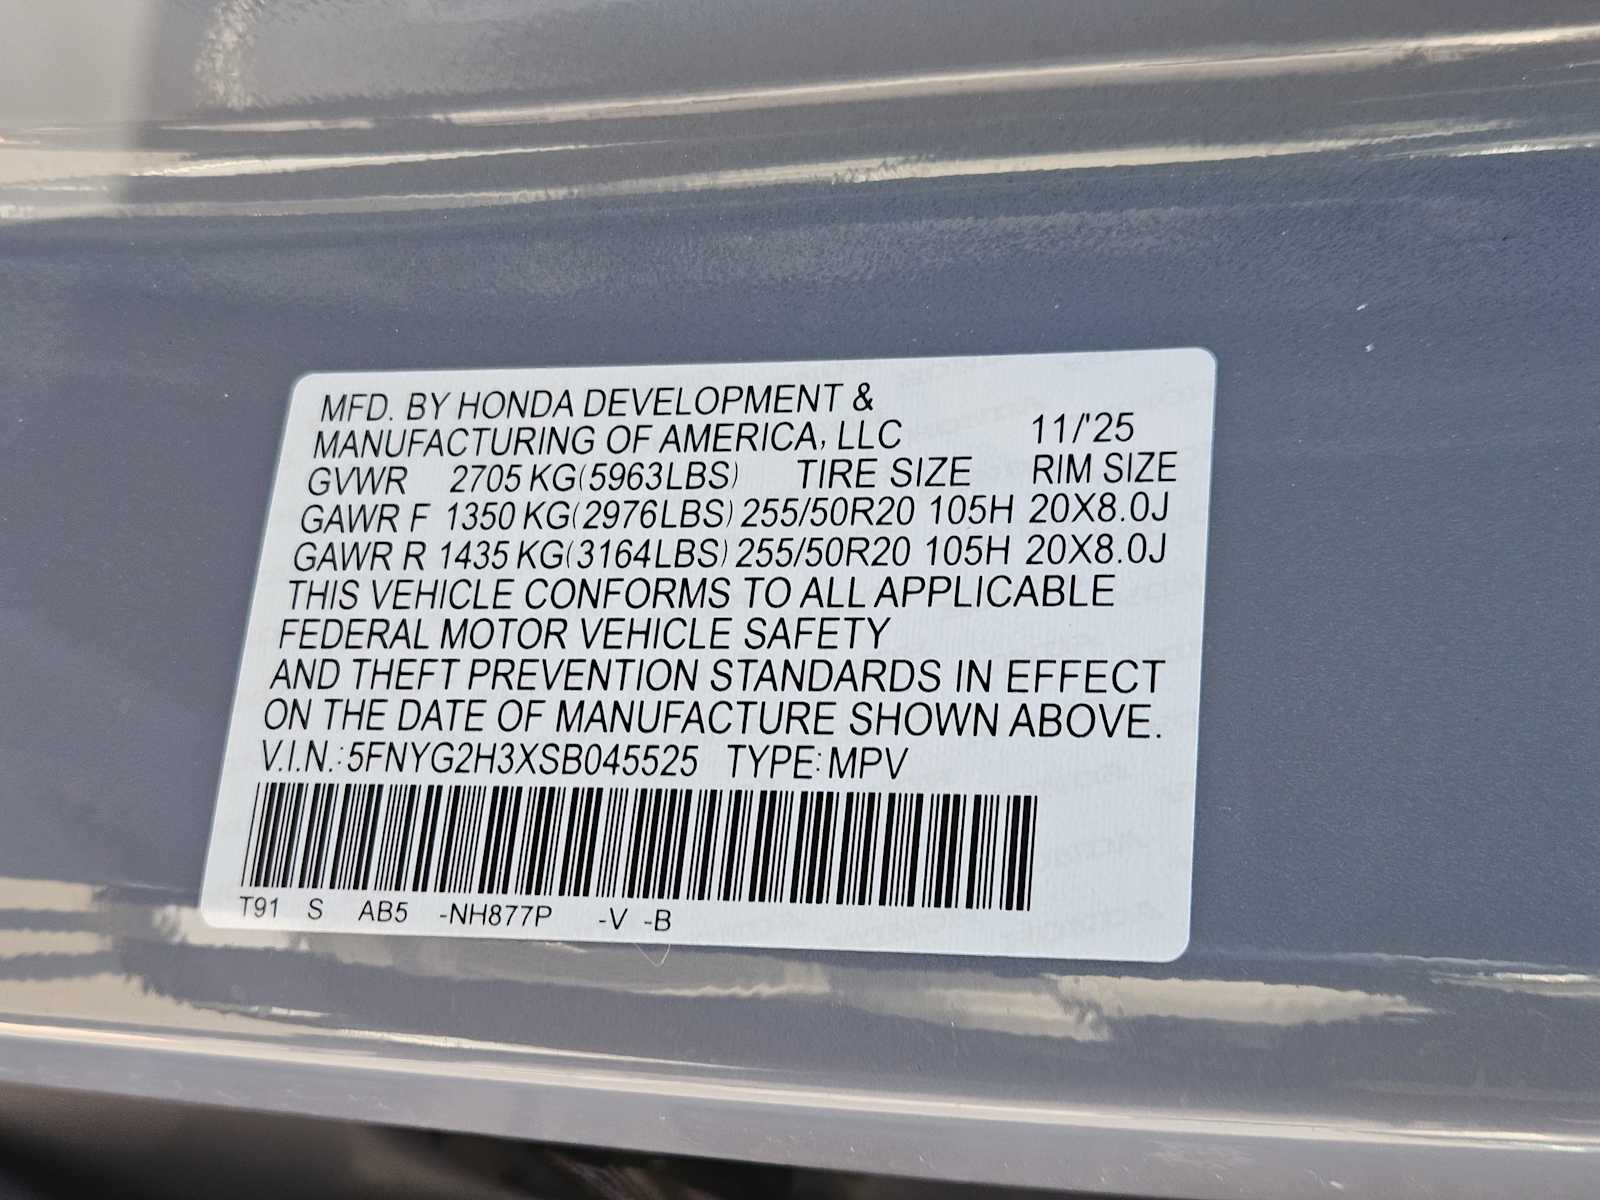 MFD. BY HONDA DEVELOPMENT &
MANUFACTURING OF AMERICA, LLC 11/'25
GVWR 2705 KG(5963LBS) TIRE SIZE RIM SIZE
GAWR F 1350 KG(2976LBS) 255/50R20 105H 20X8.0J
GAWR R 1435 KG(3164LBS) 255/50R20 105H 20X8.0J
THIS VEHICLE CONFORMS TO ALL APPLICABLE
FEDERAL MOTOR VEHICLE SAFETY
AND THEFT PREVENTION STANDARDS IN EFFECT
ON THE DATE OF MANUFACTURE SHOWN ABOVE.
V.I.N.: 5FNYG2H3XSB045525 TYPE: MPV
T91 S AB5 -NH877P -V -B